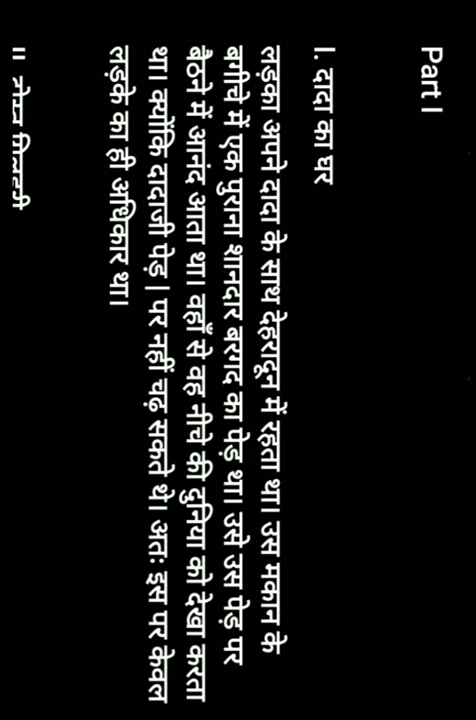 Part I
I. दादा का घर
लड़का अपने दादा के साथ देहरादून में रहता था। उस मकान के
बगीचे में एक पुराना शानदार बरगद का पेड़ था। उसे उस पेड़ पर
बैठने में आनंद आता था। वहाँ से वह नीचे की दुनिया को देखा करता
था। क्योंकि दादाजी पेड़ | पर नहीं चढ़ सकते थे। अतः इस पर केवल
लड़के का ही अधिकार था।
II